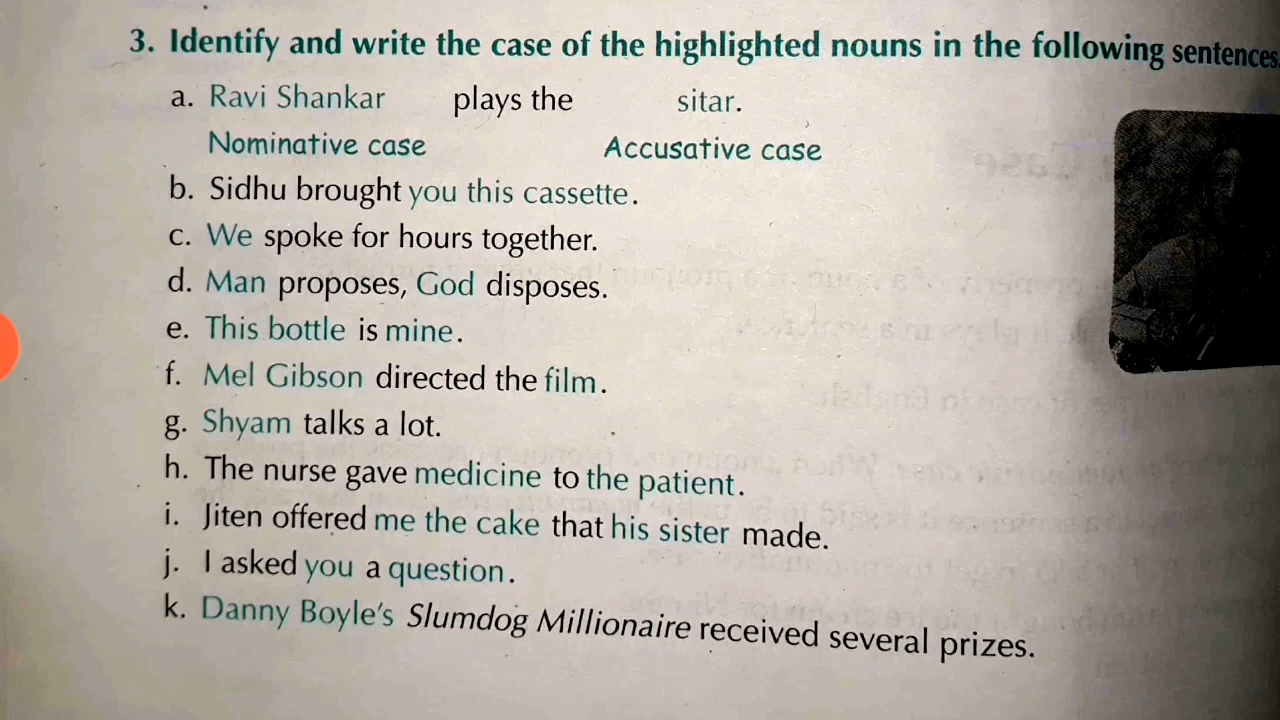 3. Identify and write the case of the highlighted nouns in the following sentences.
a. Ravi Shankar plays the sitar.
Nominative case Accusative case
b. Sidhu brought you this cassette.
c. We spoke for hours together.
d. Man proposes, God disposes.
e. This bottle is mine.
f. Mel Gibson directed the film.
g. Shyam talks a lot.
h. The nurse gave medicine to the patient.
i. Jiten offered me the cake that his sister made.
j. I asked you a question.
k. Danny Boyle's Slumdog Millionaire received several prizes.